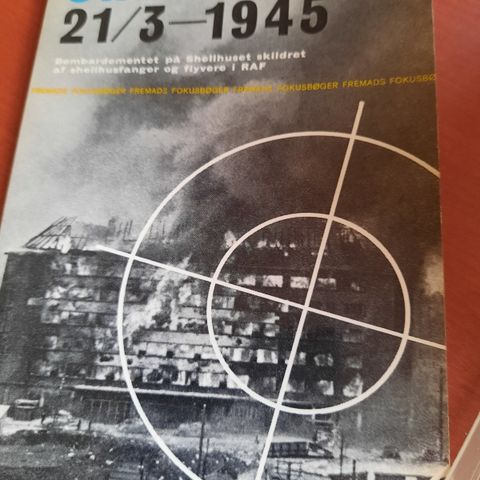 21/3—1945
Bombardementet på Shellhuset skildret
af shellhusfanger og flyvere i RAF
FREMADS FOKUSBØGER FREMADS FOKUSBØGER FREMADS FOKUSBØGER FREMADS FOKUSBØ